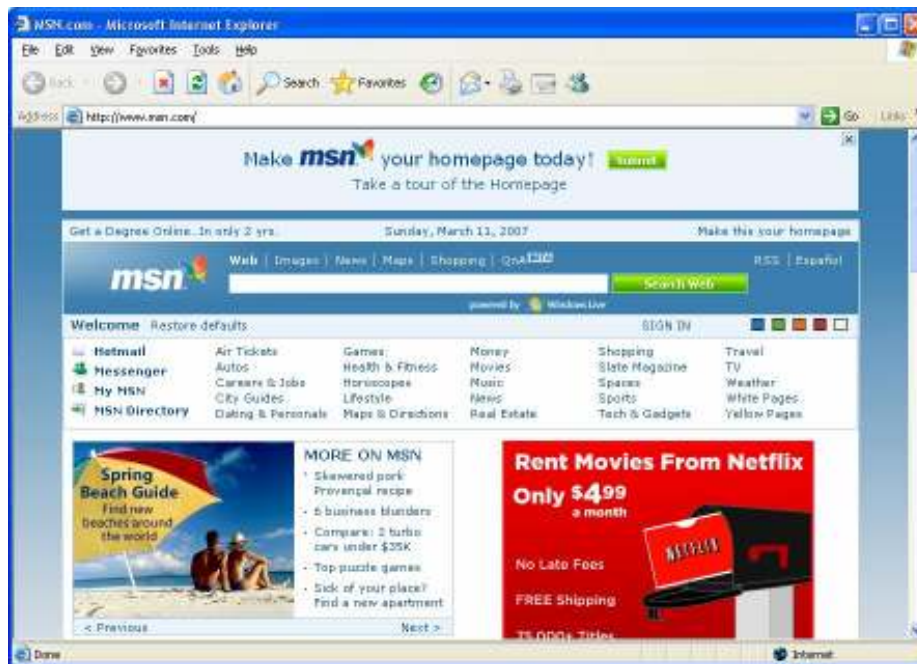 MSN.com - Microsoft Internet Explorer
File Edit View Favorites Tools Help
Back Search Favorites
Address http://www.msn.com/ Go Links
Make msn your homepage today! Submit
Take a tour of the Homepage
Get a Degree Online. In only 2 yrs. Sunday, March 11, 2007 Make this your homepage
Web | Images | News | Maps | Shopping | QnA RSS | Español
msn Search Web
powered by Windows Live
Welcome Restore defaults SIGN IN
Hotmail Air Tickets Games Money Shopping Travel
Messenger Autos Health & Fitness Movies Slate Magazine TV
My MSN Careers & Jobs Horoscopes Music Spaces Weather
MSN Directory City Guides Lifestyle News Sports White Pages
Dating & Personals Maps & Directions Real Estate Tech & Gadgets Yellow Pages
Spring
Beach Guide
Find new
beaches around
the world
< Previous Next >
MORE ON MSN
Skewered pork
Provençal recipe
6 business blunders
Compare: 2 turbo
cars under $35K
Top puzzle games
Sick of your place?
Find a new apartment
Rent Movies From Netflix
Only $4.99
a month
NETFLIX
No Late Fees
FREE Shipping
75,000+ Titles
Done Internet